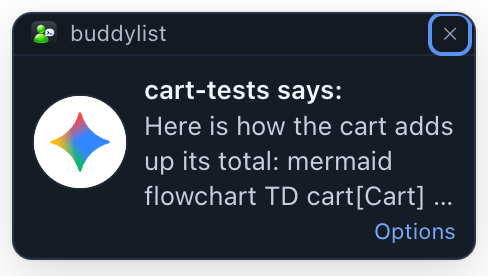 buddylist
cart-tests says:
Here is how the cart adds
up its total: mermaid
flowchart TD cart[Cart] ...
Options